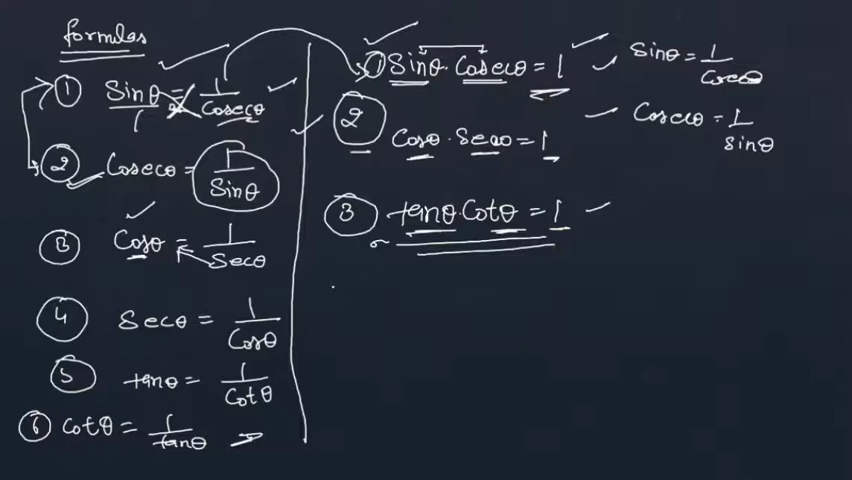 formulas
① Sinθ = 1/Cosecθ
② Cosecθ = 1/Sinθ
③ Cosθ = 1/Secθ
④ Secθ = 1/Cosθ
⑤ tanθ = 1/Cotθ
⑥ Cotθ = 1/tanθ
① Sinθ · Cosecθ = 1
② Cosθ · Secθ = 1
③ tanθ · Cotθ = 1
Sinθ = 1/Cosecθ
Cosecθ = 1/Sinθ